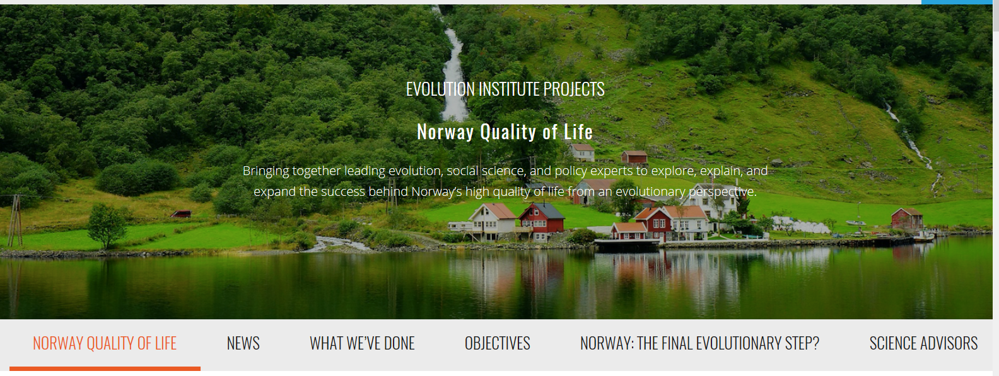 EVOLUTION INSTITUTE PROJECTS
Norway Quality of Life
Bringing together leading evolution, social science, and policy experts to explore, explain, and
expand the success behind Norway’s high quality of life from an evolutionary perspective.
NORWAY QUALITY OF LIFE NEWS WHAT WE’VE DONE OBJECTIVES NORWAY: THE FINAL EVOLUTIONARY STEP? SCIENCE ADVISORS